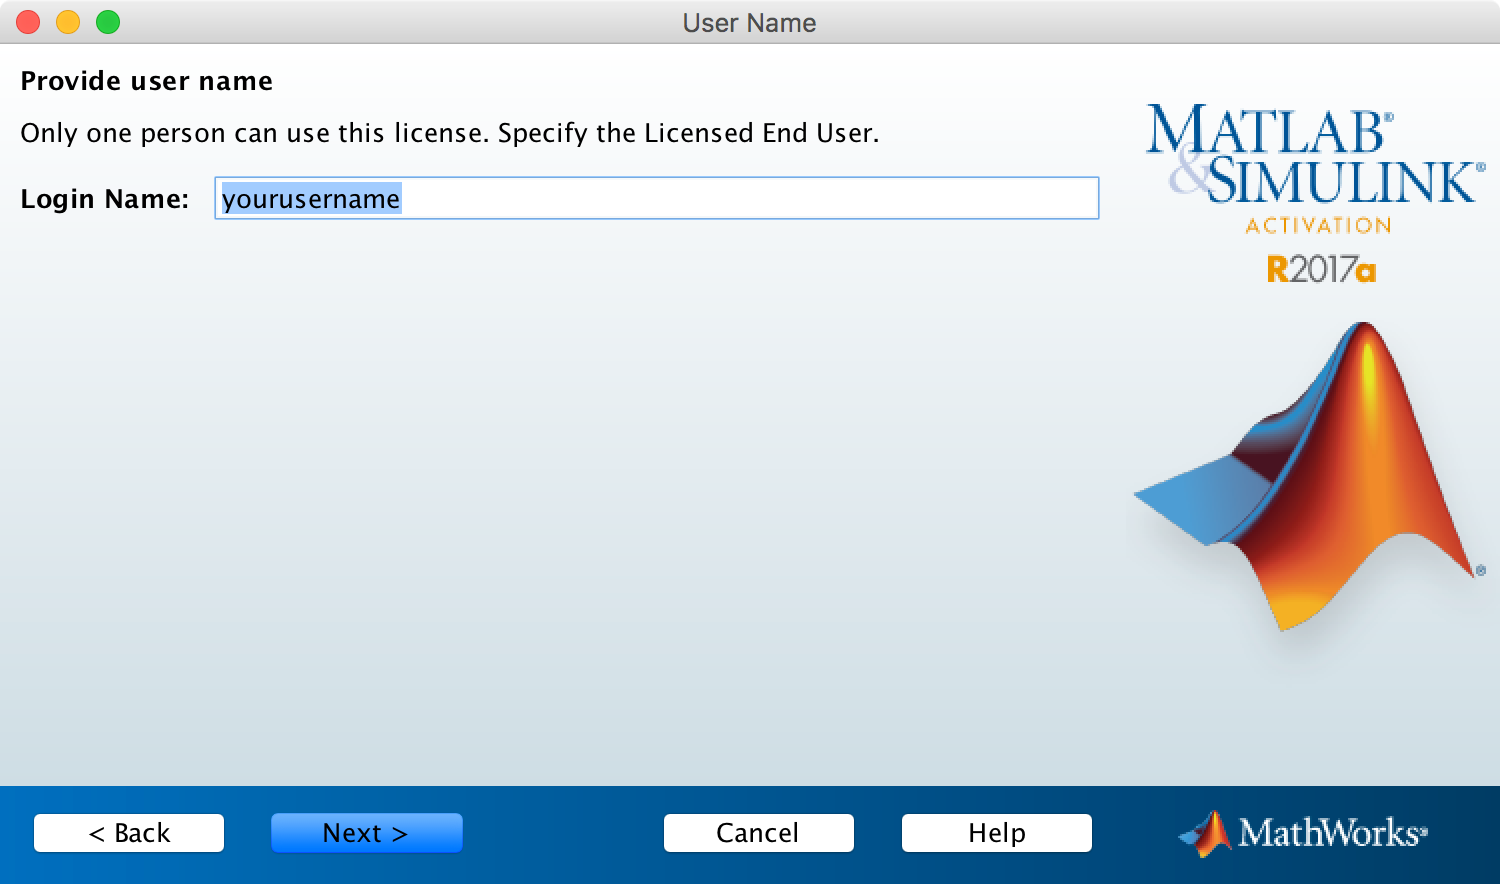 User Name
Provide user name
Only one person can use this license. Specify the Licensed End User.
Login Name: yourusername
MATLAB®
&SIMULINK®
ACTIVATION
R2017a
®
< Back Next > Cancel Help MathWorks®